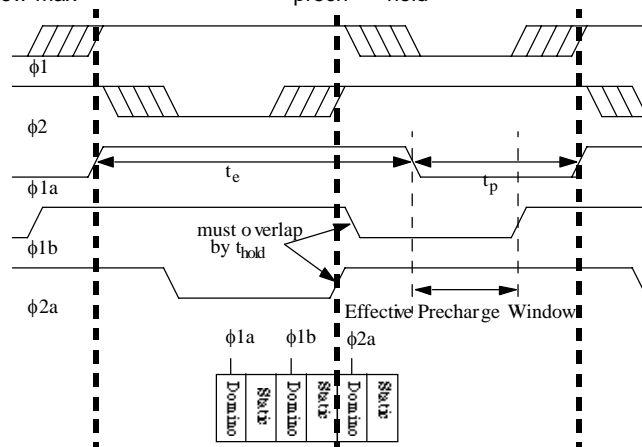 ϕ1
ϕ2
t_e
t_p
ϕ1a
must overlap
by t_hold
ϕ1b
ϕ2a
Effective Precharge Window
ϕ1a ϕ1b ϕ2a
Domino Static Domino Static Domino Static